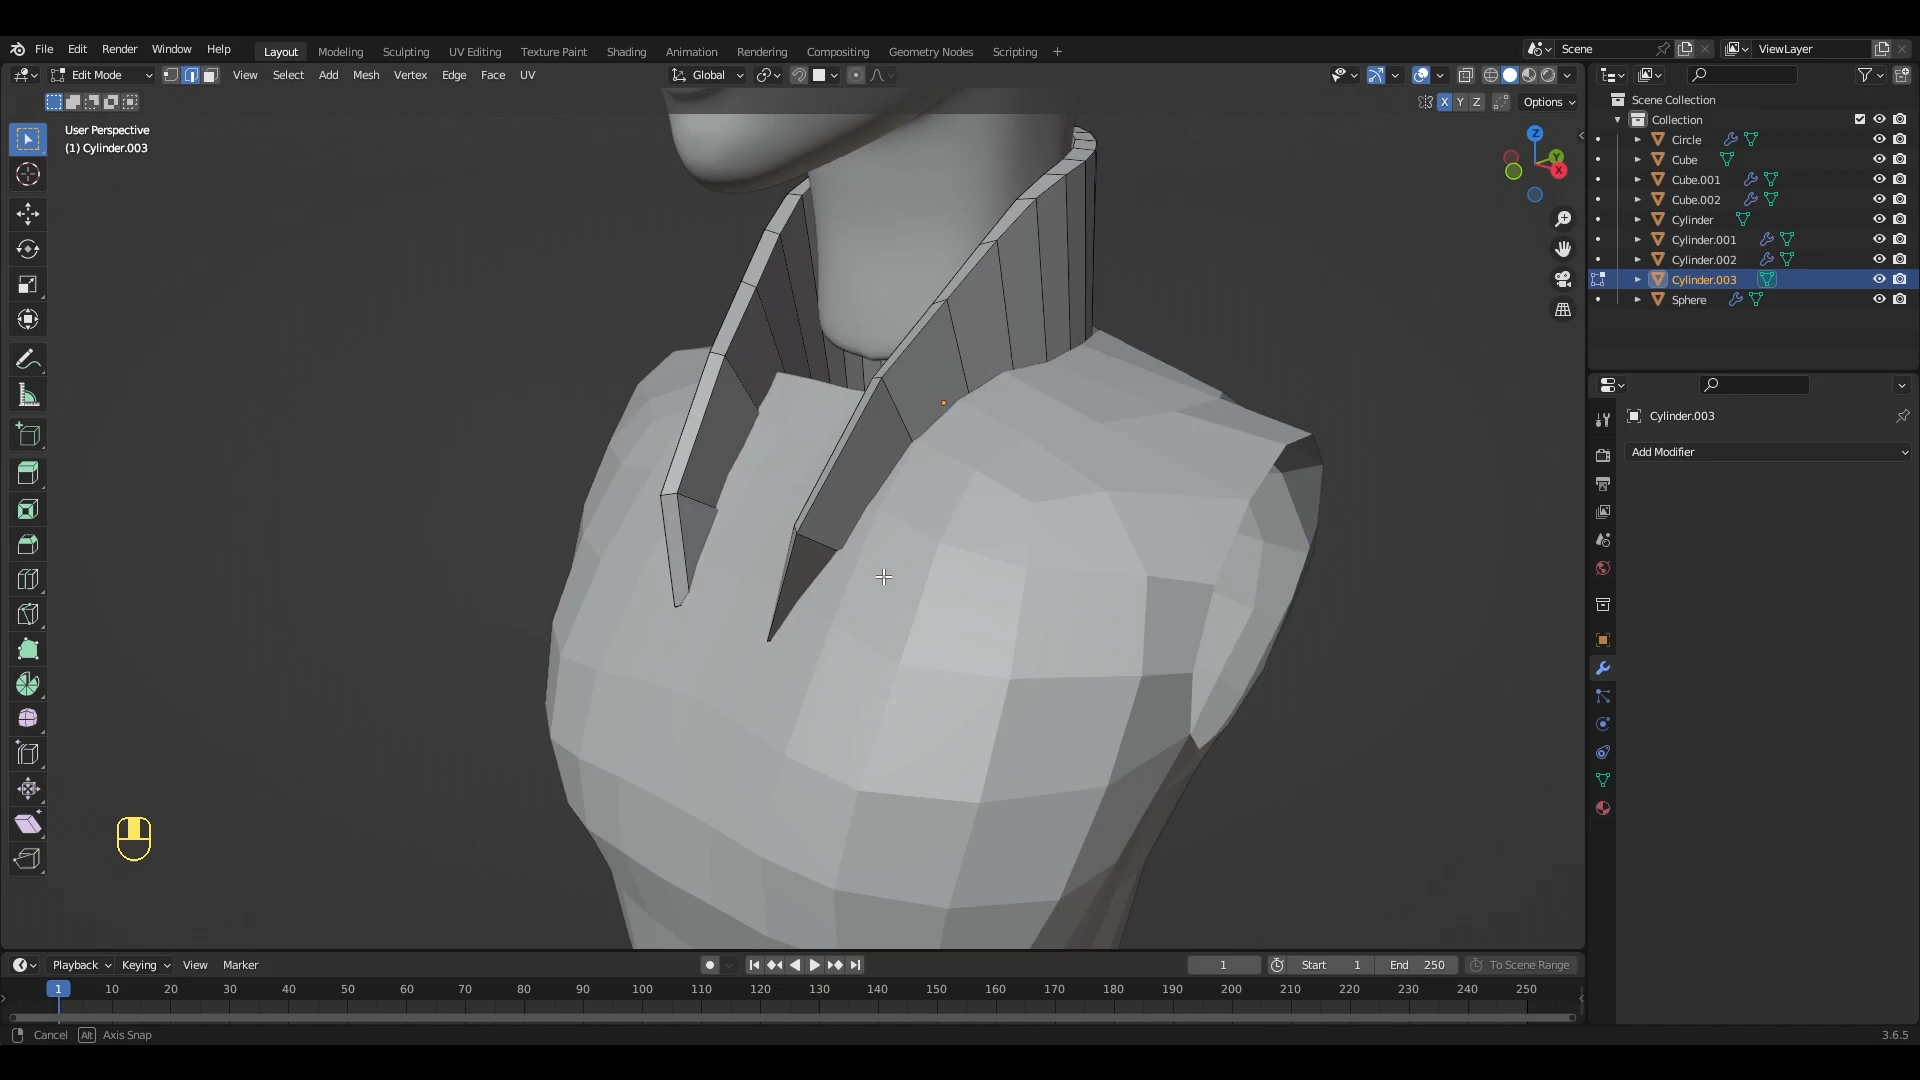 File Edit Render Window Help Layout Modeling Sculpting UV Editing Texture Paint Shading Animation Rendering Compositing Geometry Nodes Scripting + Scene ViewLayer
Edit Mode View Select Add Mesh Vertex Edge Face UV Global
X Y Z Options
User Perspective
(1) Cylinder.003
Z
Y
X
Scene Collection
Collection
Circle
Cube
Cube.001
Cube.002
Cylinder
Cylinder.001
Cylinder.002
Cylinder.003
Sphere
Cylinder.003
Add Modifier
Playback Keying View Marker 1 Start 1 End 250 To Scene Range
1 10 20 30 40 50 60 70 80 90 100 110 120 130 140 150 160 170 180 190 200 210 220 230 240 250
Cancel Alt Axis Snap 3.6.5